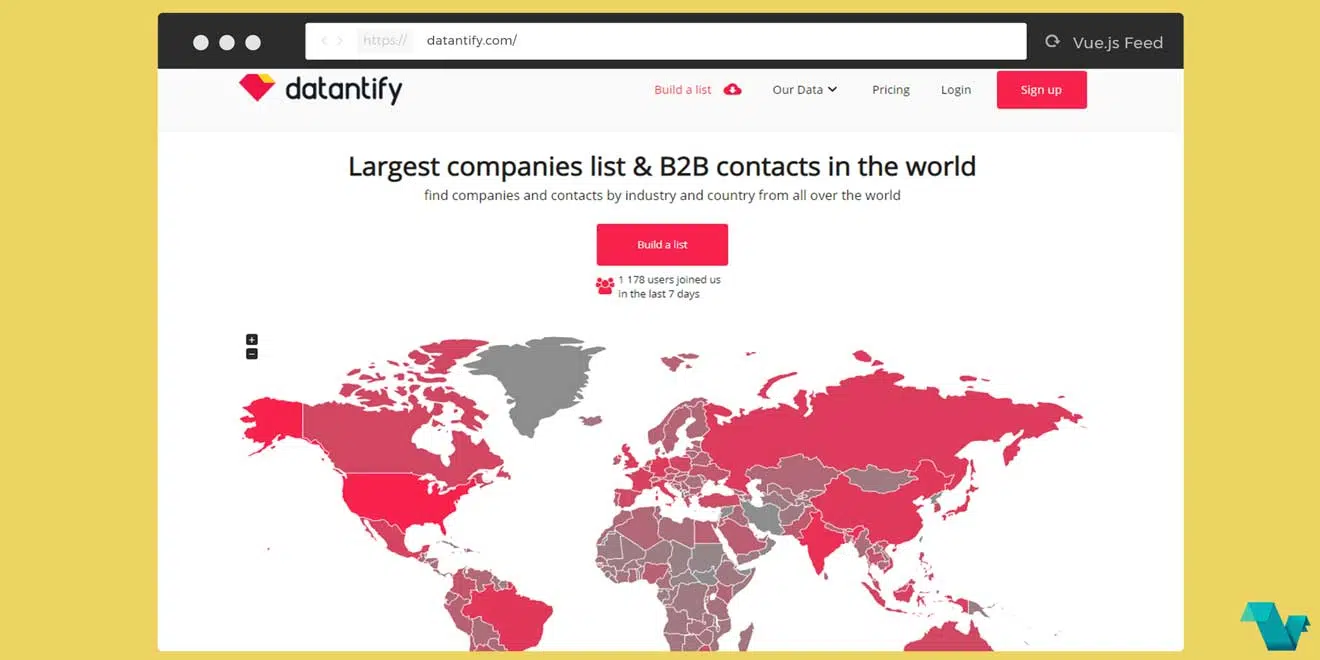 https:// datantify.com/ Vue.js Feed
datantify Build a list Our Data Pricing Login Sign up
Largest companies list & B2B contacts in the world
find companies and contacts by industry and country from all over the world
Build a list
1 178 users joined us
in the last 7 days
+
−